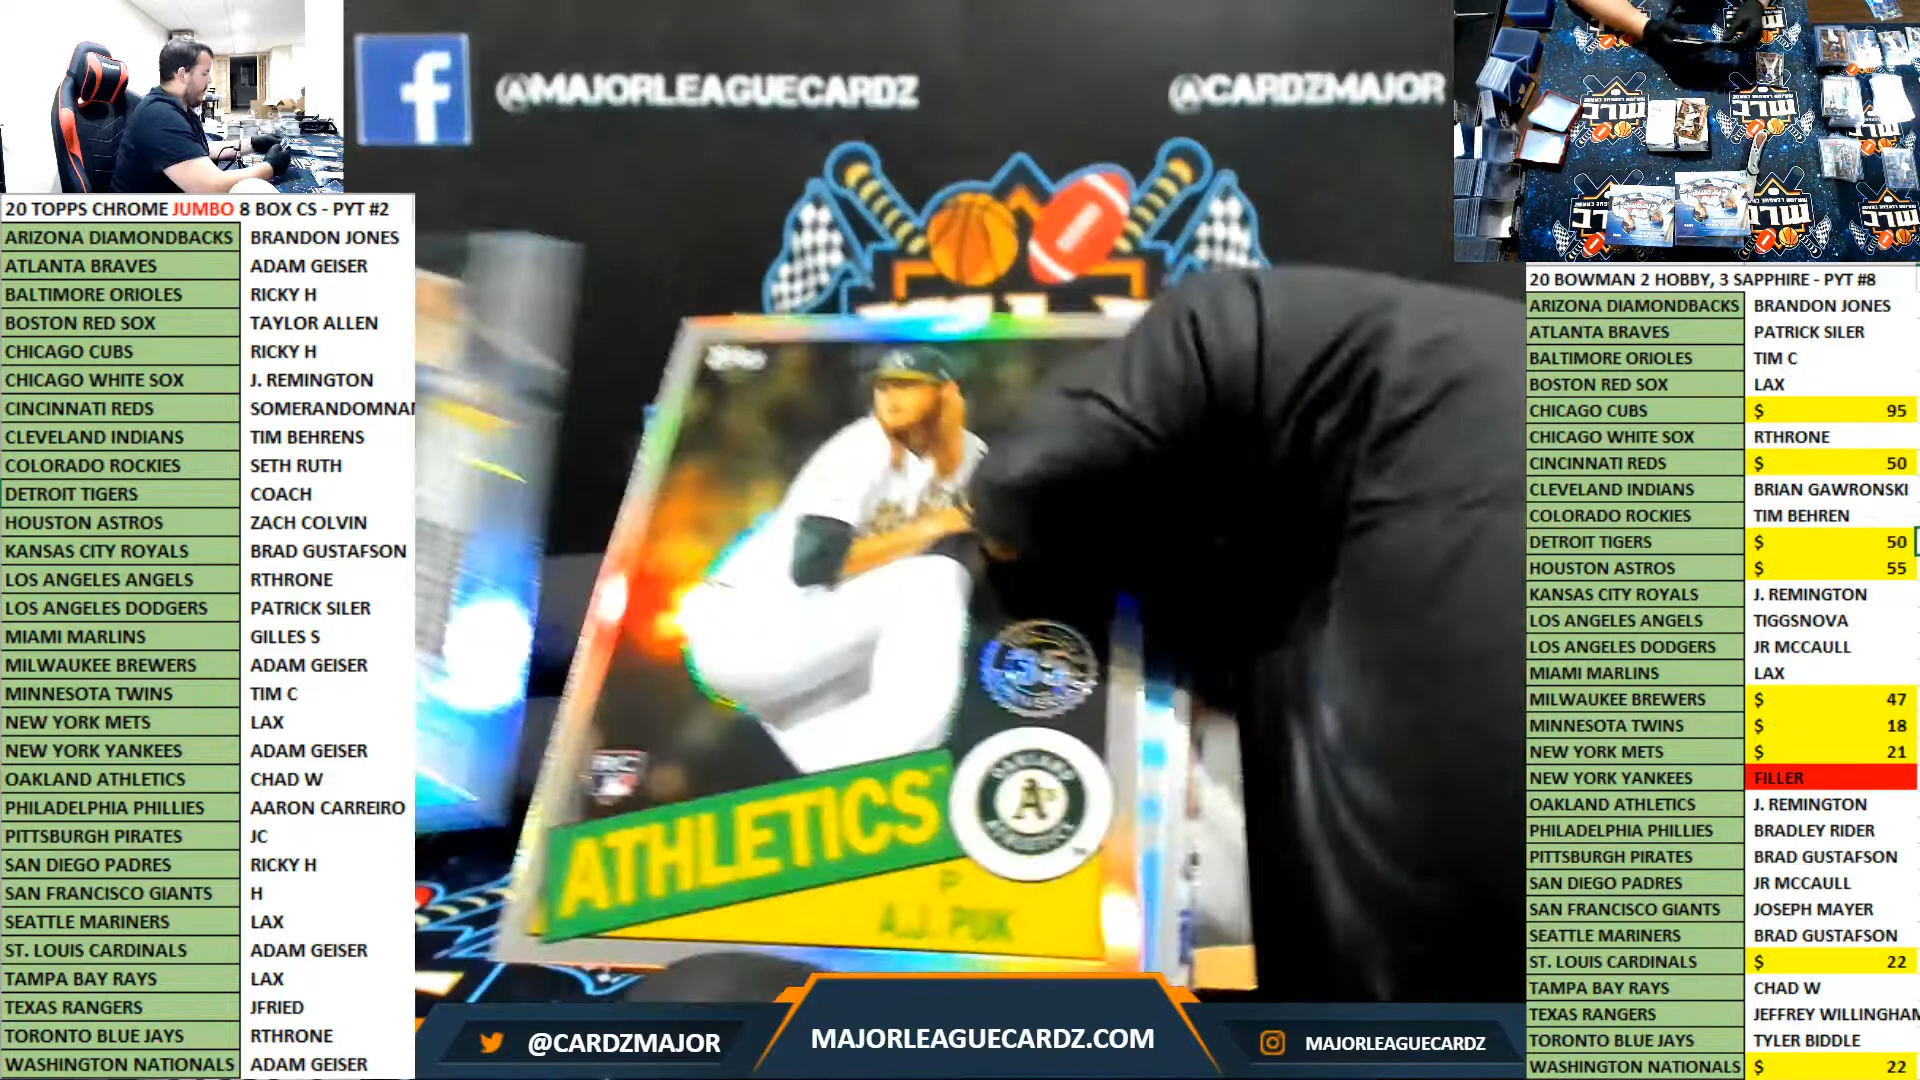 @MAJORLEAGUECARDZ
@CARDZMAJOR
20 TOPPS CHROME JUMBO 8 BOX CS - PYT #2
ARIZONA DIAMONDBACKS BRANDON JONES
ATLANTA BRAVES ADAM GEISER
BALTIMORE ORIOLES RICKY H
BOSTON RED SOX TAYLOR ALLEN
CHICAGO CUBS RICKY H
CHICAGO WHITE SOX J. REMINGTON
CINCINNATI REDS SOMERANDOMNA
CLEVELAND INDIANS TIM BEHRENS
COLORADO ROCKIES SETH RUTH
DETROIT TIGERS COACH
HOUSTON ASTROS ZACH COLVIN
KANSAS CITY ROYALS BRAD GUSTAFSON
LOS ANGELES ANGELS RTHRONE
LOS ANGELES DODGERS PATRICK SILER
MIAMI MARLINS GILLES S
MILWAUKEE BREWERS ADAM GEISER
MINNESOTA TWINS TIM C
NEW YORK METS LAX
NEW YORK YANKEES ADAM GEISER
OAKLAND ATHLETICS CHAD W
PHILADELPHIA PHILLIES AARON CARREIRO
PITTSBURGH PIRATES JC
SAN DIEGO PADRES RICKY H
SAN FRANCISCO GIANTS H
SEATTLE MARINERS LAX
ST. LOUIS CARDINALS ADAM GEISER
TAMPA BAY RAYS LAX
TEXAS RANGERS JFRIED
TORONTO BLUE JAYS RTHRONE
WASHINGTON NATIONALS ADAM GEISER
35
RC
ATHLETICS
OAKLAND
A's
ATHLETICS
P
A.J. PUK
@CARDZMAJOR
MAJORLEAGUECARDZ.COM
MAJORLEAGUECARDZ
20 BOWMAN 2 HOBBY, 3 SAPPHIRE - PYT #8
ARIZONA DIAMONDBACKS BRANDON JONES
ATLANTA BRAVES PATRICK SILER
BALTIMORE ORIOLES TIM C
BOSTON RED SOX LAX
CHICAGO CUBS $ 95
CHICAGO WHITE SOX RTHRONE
CINCINNATI REDS $ 50
CLEVELAND INDIANS BRIAN GAWRONSKI
COLORADO ROCKIES TIM BEHREN
DETROIT TIGERS $ 50
HOUSTON ASTROS $ 55
KANSAS CITY ROYALS J. REMINGTON
LOS ANGELES ANGELS TIGGSNOVA
LOS ANGELES DODGERS JR MCCAULL
MIAMI MARLINS LAX
MILWAUKEE BREWERS $ 47
MINNESOTA TWINS $ 18
NEW YORK METS $ 21
NEW YORK YANKEES FILLER
OAKLAND ATHLETICS J. REMINGTON
PHILADELPHIA PHILLIES BRADLEY RIDER
PITTSBURGH PIRATES BRAD GUSTAFSON
SAN DIEGO PADRES JR MCCAULL
SAN FRANCISCO GIANTS JOSEPH MAYER
SEATTLE MARINERS BRAD GUSTAFSON
ST. LOUIS CARDINALS $ 22
TAMPA BAY RAYS CHAD W
TEXAS RANGERS JEFFREY WILLINGHAM
TORONTO BLUE JAYS TYLER BIDDLE
WASHINGTON NATIONALS $ 22